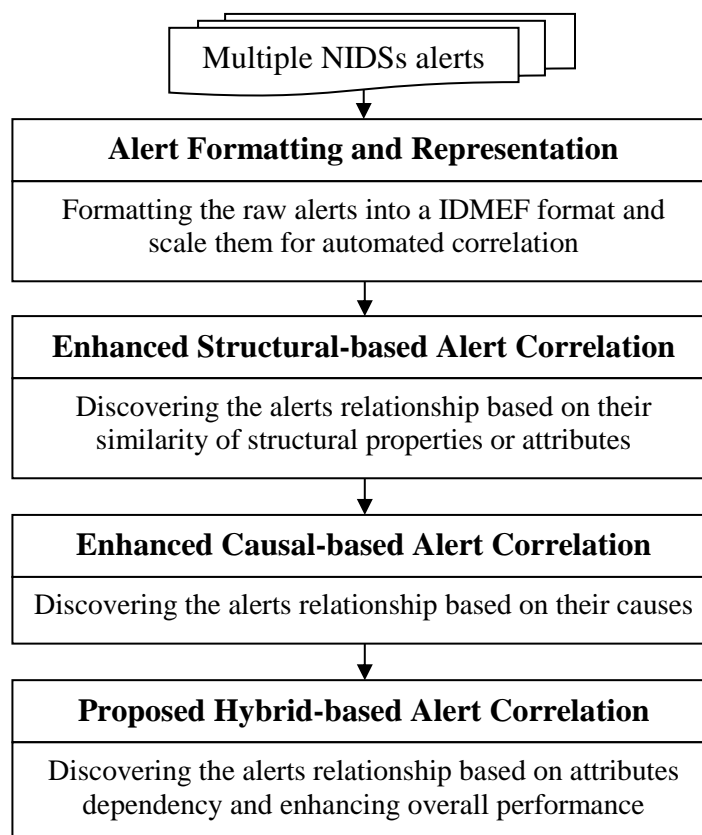 Multiple NIDSs alerts
Alert Formatting and Representation
Formatting the raw alerts into a IDMEF format and
scale them for automated correlation
Enhanced Structural-based Alert Correlation
Discovering the alerts relationship based on their
similarity of structural properties or attributes
Enhanced Causal-based Alert Correlation
Discovering the alerts relationship based on their causes
Proposed Hybrid-based Alert Correlation
Discovering the alerts relationship based on attributes
dependency and enhancing overall performance